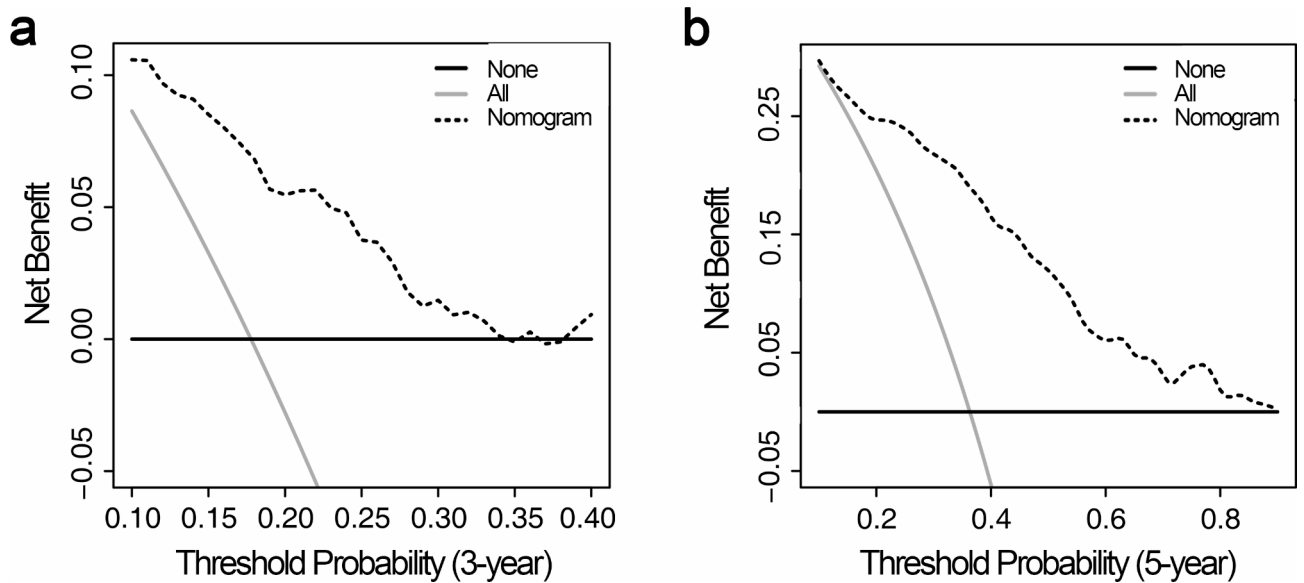 a
None
All
Nomogram
Net Benefit
0.10
0.05
0.00
−0.05
0.10 0.15 0.20 0.25 0.30 0.35 0.40
Threshold Probability (3-year)
b
None
All
Nomogram
Net Benefit
0.25
0.15
0.05
−0.05
0.2 0.4 0.6 0.8
Threshold Probability (5-year)